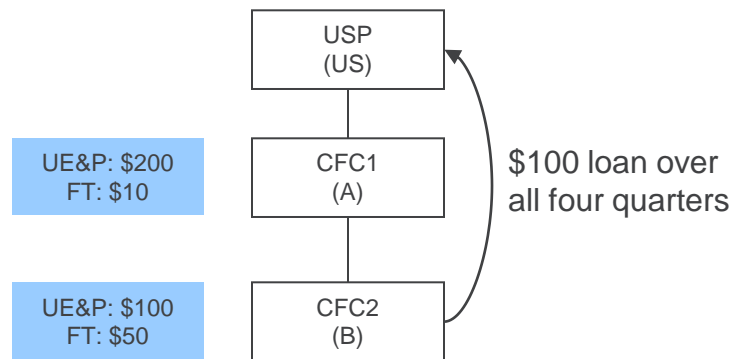 USP
(US)
UE&P: $200
FT: $10
CFC1
(A)
$100 loan over
all four quarters
UE&P: $100
FT: $50
CFC2
(B)